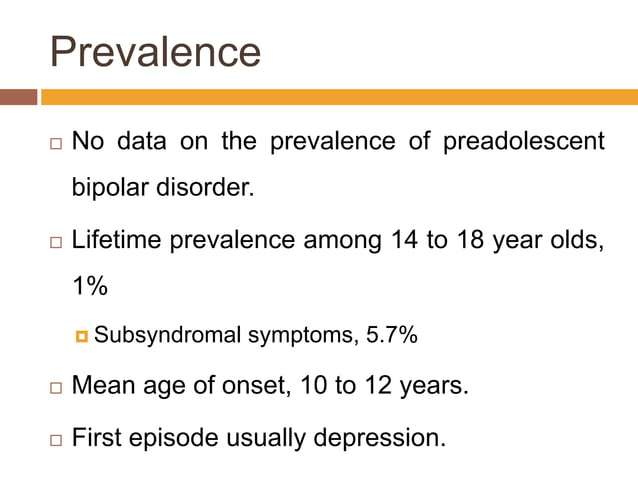 Prevalence
No data on the prevalence of preadolescent
bipolar disorder.
Lifetime prevalence among 14 to 18 year olds,
1%
Subsyndromal symptoms, 5.7%
Mean age of onset, 10 to 12 years.
First episode usually depression.